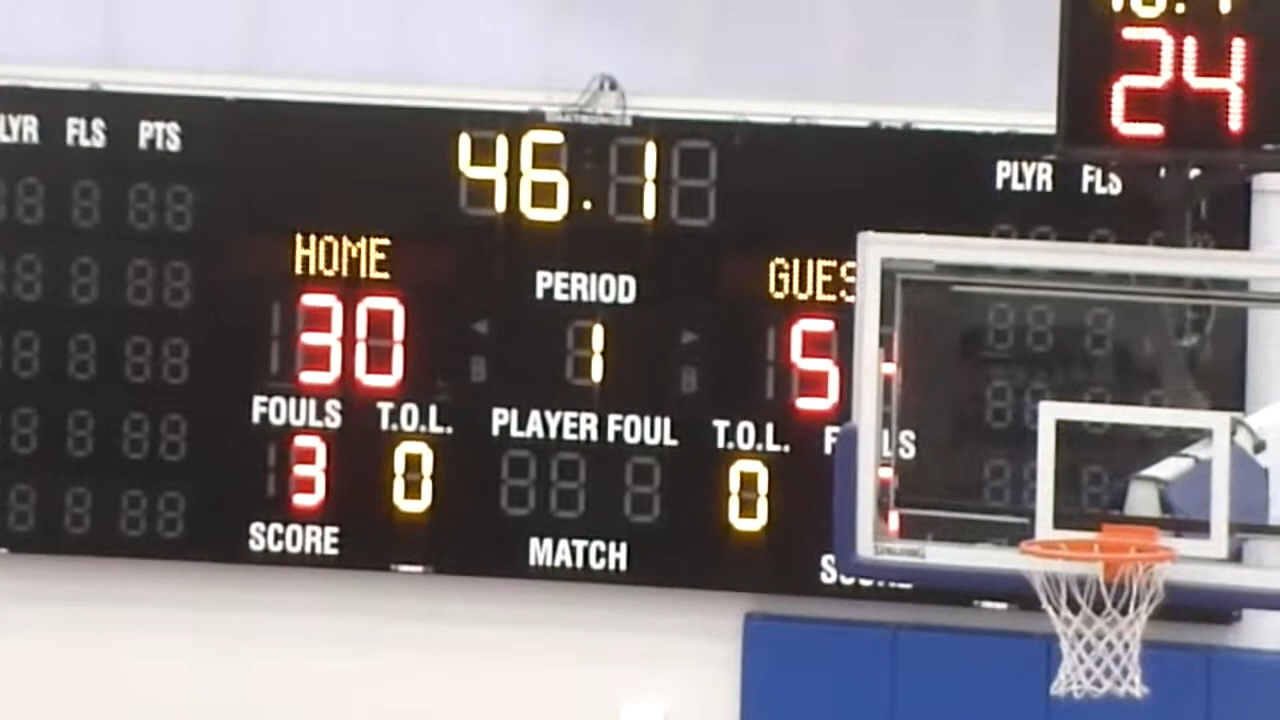 24
LYR FLS PTS
46.1
PLYR FLS
HOME
PERIOD
GUES
30
1
5
FOULS T.O.L.
PLAYER FOUL
T.O.L.
3
0
0
SCORE
MATCH